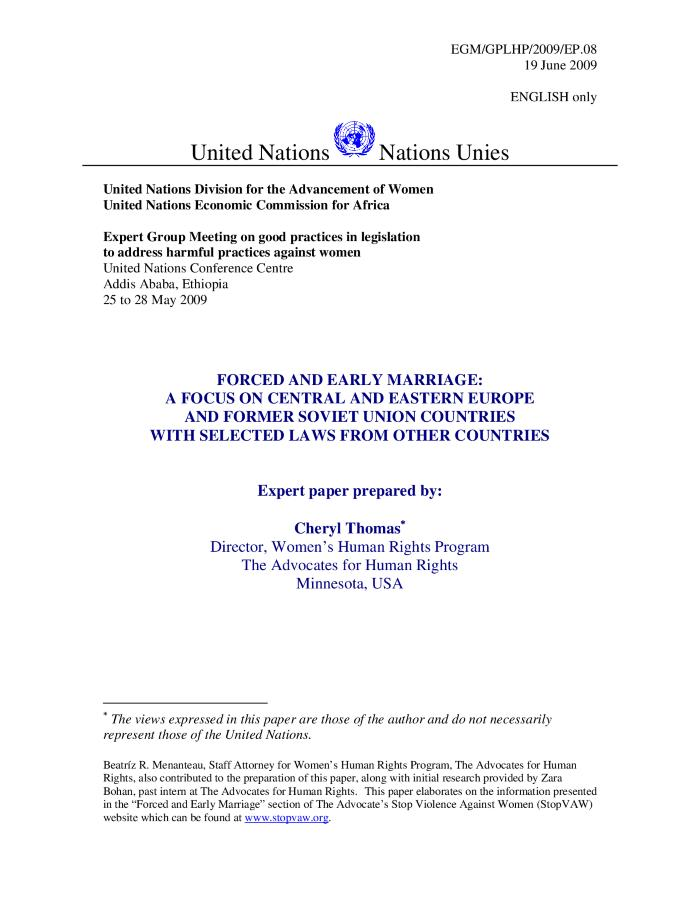 EGM/GPLHP/2009/EP.08
19 June 2009
ENGLISH only
United Nations Nations Unies
United Nations Division for the Advancement of Women
United Nations Economic Commission for Africa
Expert Group Meeting on good practices in legislation
to address harmful practices against women
United Nations Conference Centre
Addis Ababa, Ethiopia
25 to 28 May 2009
FORCED AND EARLY MARRIAGE:
A FOCUS ON CENTRAL AND EASTERN EUROPE
AND FORMER SOVIET UNION COUNTRIES
WITH SELECTED LAWS FROM OTHER COUNTRIES
Expert paper prepared by:
Cheryl Thomas*
Director, Women’s Human Rights Program
The Advocates for Human Rights
Minnesota, USA
* The views expressed in this paper are those of the author and do not necessarily
represent those of the United Nations.
Beatríz R. Menanteau, Staff Attorney for Women’s Human Rights Program, The Advocates for Human
Rights, also contributed to the preparation of this paper, along with initial research provided by Zara
Bohan, past intern at The Advocates for Human Rights. This paper elaborates on the information presented
in the “Forced and Early Marriage” section of The Advocate’s Stop Violence Against Women (StopVAW)
website which can be found at www.stopvaw.org.